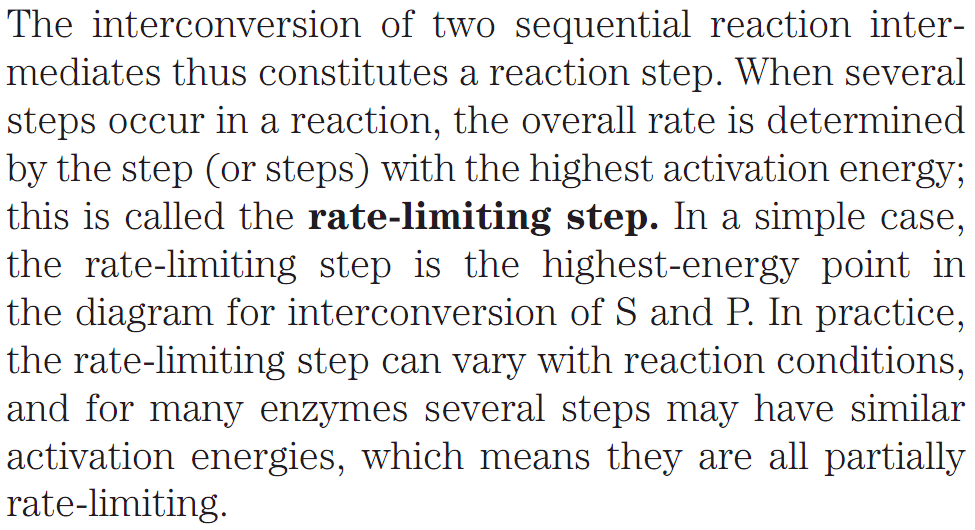 The interconversion of two sequential reaction inter-
mediates thus constitutes a reaction step. When several
steps occur in a reaction, the overall rate is determined
by the step (or steps) with the highest activation energy;
this is called the rate-limiting step. In a simple case,
the rate-limiting step is the highest-energy point in
the diagram for interconversion of S and P. In practice,
the rate-limiting step can vary with reaction conditions,
and for many enzymes several steps may have similar
activation energies, which means they are all partially
rate-limiting.